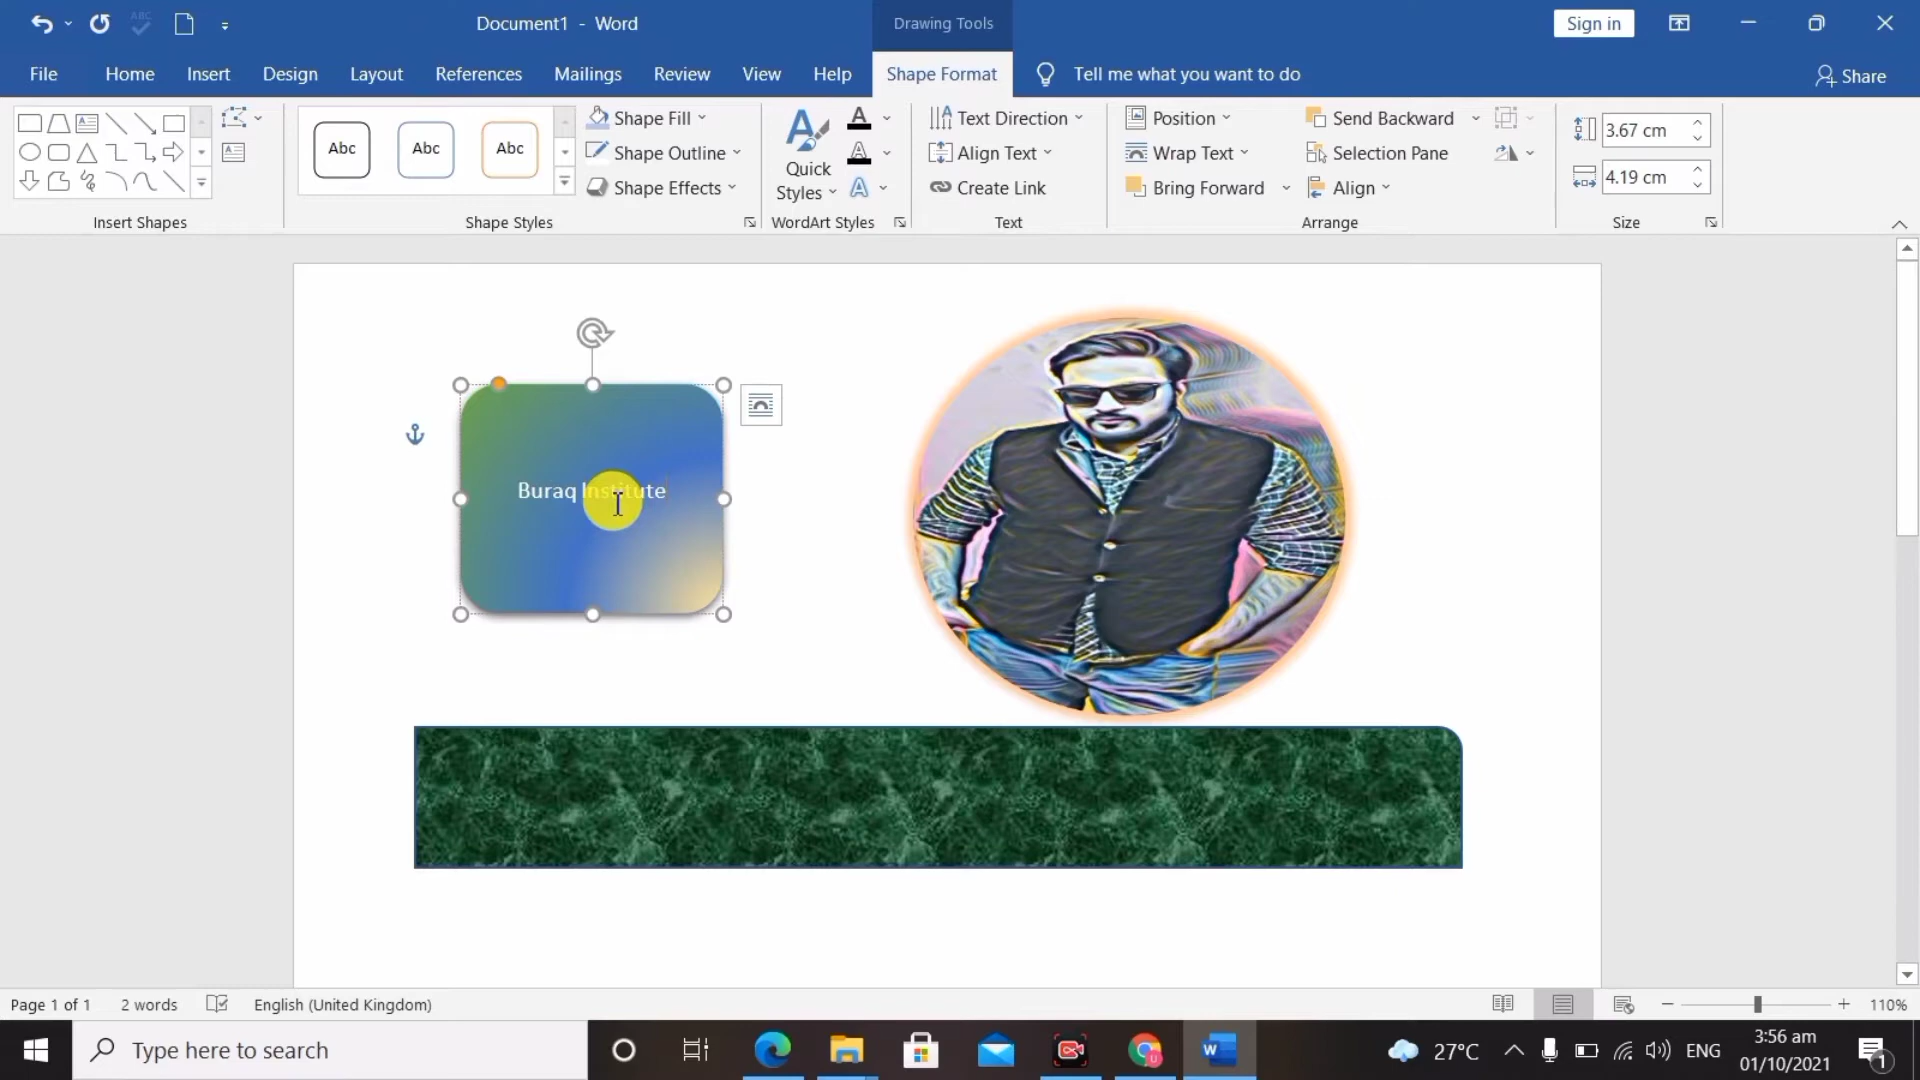 Document1 - Word
Drawing Tools
Sign in
File
Home
Insert
Design
Layout
References
Mailings
Review
View
Help
Shape Format
Tell me what you want to do
Share
Abc
Abc
Abc
Shape Fill
Shape Outline
Shape Effects
Quick
Styles
A
A
A
Text Direction
Align Text
Create Link
Position
Wrap Text
Bring Forward
Send Backward
Selection Pane
Align
3.67 cm
4.19 cm
Insert Shapes
Shape Styles
WordArt Styles
Text
Arrange
Size
Buraq Institute
Page 1 of 1
2 words
English (United Kingdom)
110%
Type here to search
27°C
ENG
3:56 am
01/10/2021
1